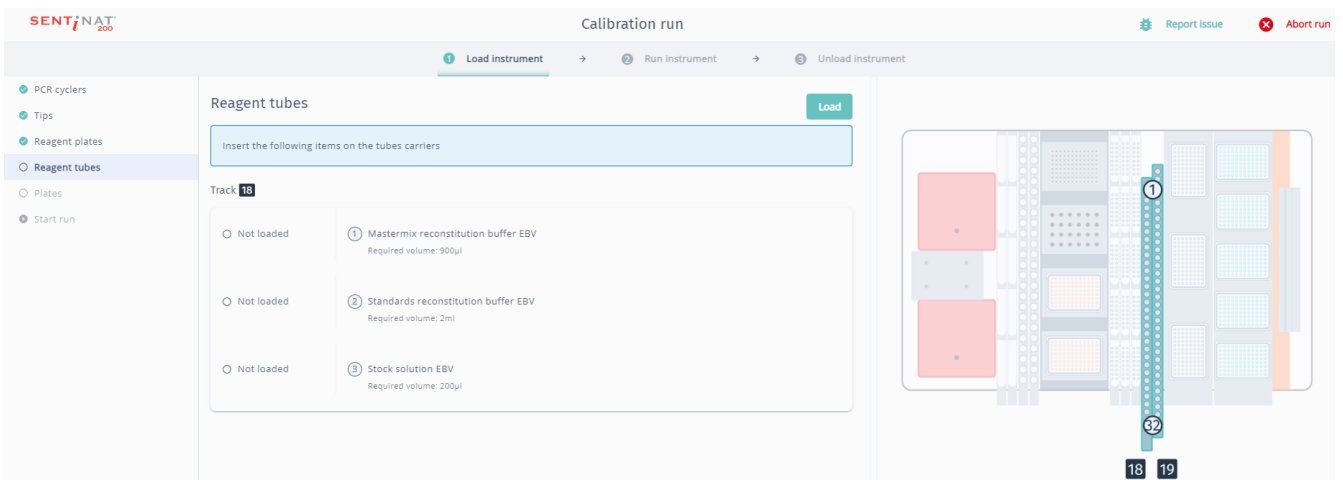 SENTiNAT
200
Calibration run
Report issue
Abort run
1 Load instrument → 2 Run instrument → 3 Unload instrument
PCR cyclers
Tips
Reagent plates
Reagent tubes
Plates
Start run
Reagent tubes
Load
Insert the following items on the tubes carriers
Track 18
Not loaded
1 Mastermix reconstitution buffer EBV
Required volume: 900µl
Not loaded
2 Standards reconstitution buffer EBV
Required volume: 2ml
Not loaded
3 Stock solution EBV
Required volume: 200µl
1
32
18 19